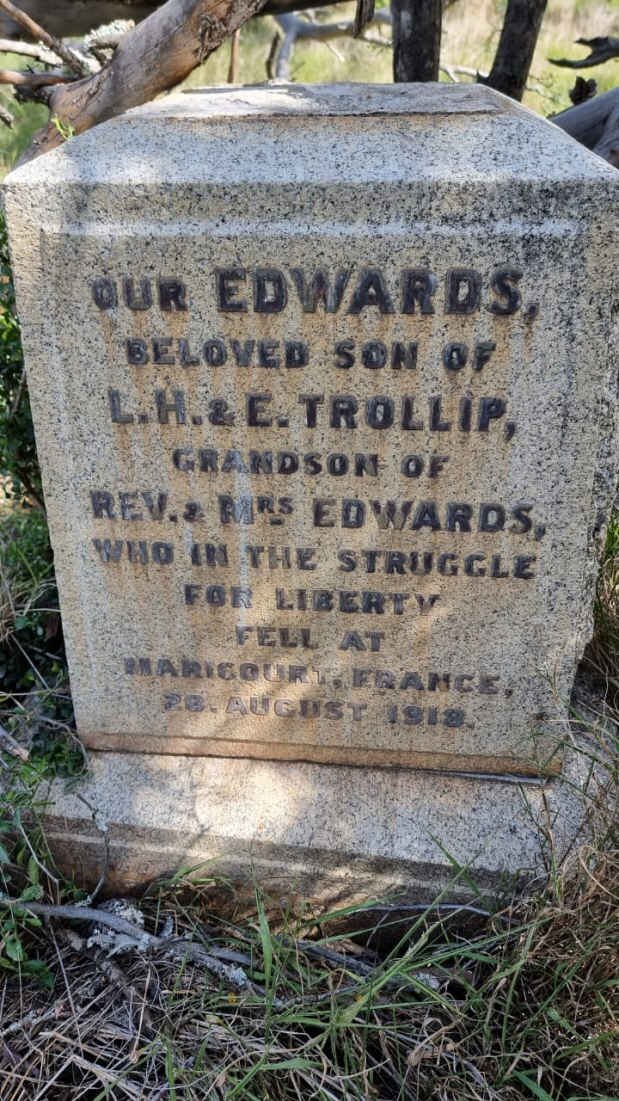 OUR EDWARDS,
BELOVED SON OF
L.H. & E. TROLLIP,
GRANDSON OF
REV. & MRS EDWARDS,
WHO IN THE STRUGGLE
FOR LIBERTY
FELL AT
MARICOURT, FRANCE,
28. AUGUST 1918.